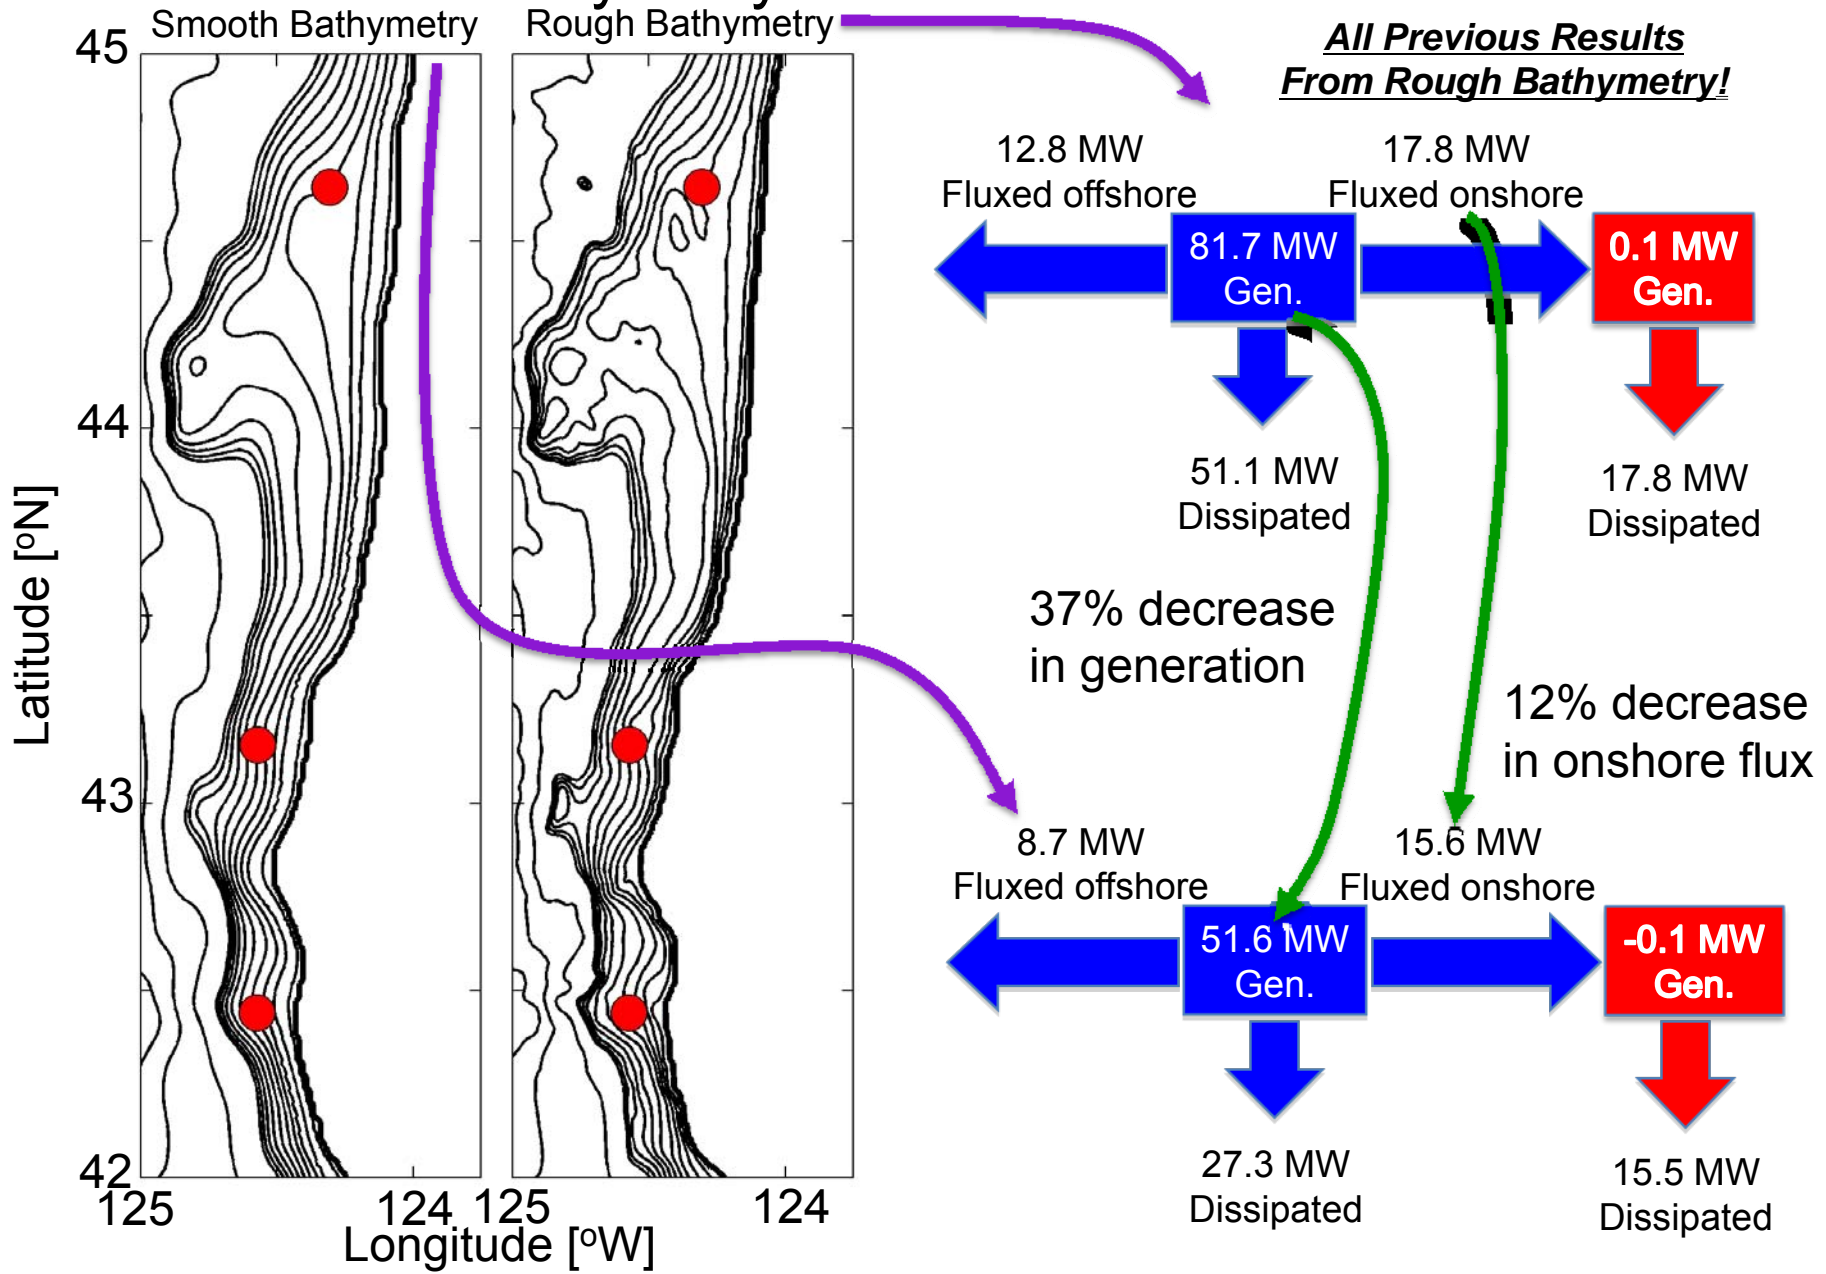 Smooth Bathymetry
Rough Bathymetry
All Previous Results
From Rough Bathymetry!
45
44
43
42
Latitude [oN]
125
124
125
124
Longitude [oW]
12.8 MW
Fluxed offshore
17.8 MW
Fluxed onshore
81.7 MW
Gen.
0.1 MW
Gen.
51.1 MW
Dissipated
17.8 MW
Dissipated
37% decrease
in generation
12% decrease
in onshore flux
8.7 MW
Fluxed offshore
15.6 MW
Fluxed onshore
51.6 MW
Gen.
-0.1 MW
Gen.
27.3 MW
Dissipated
15.5 MW
Dissipated